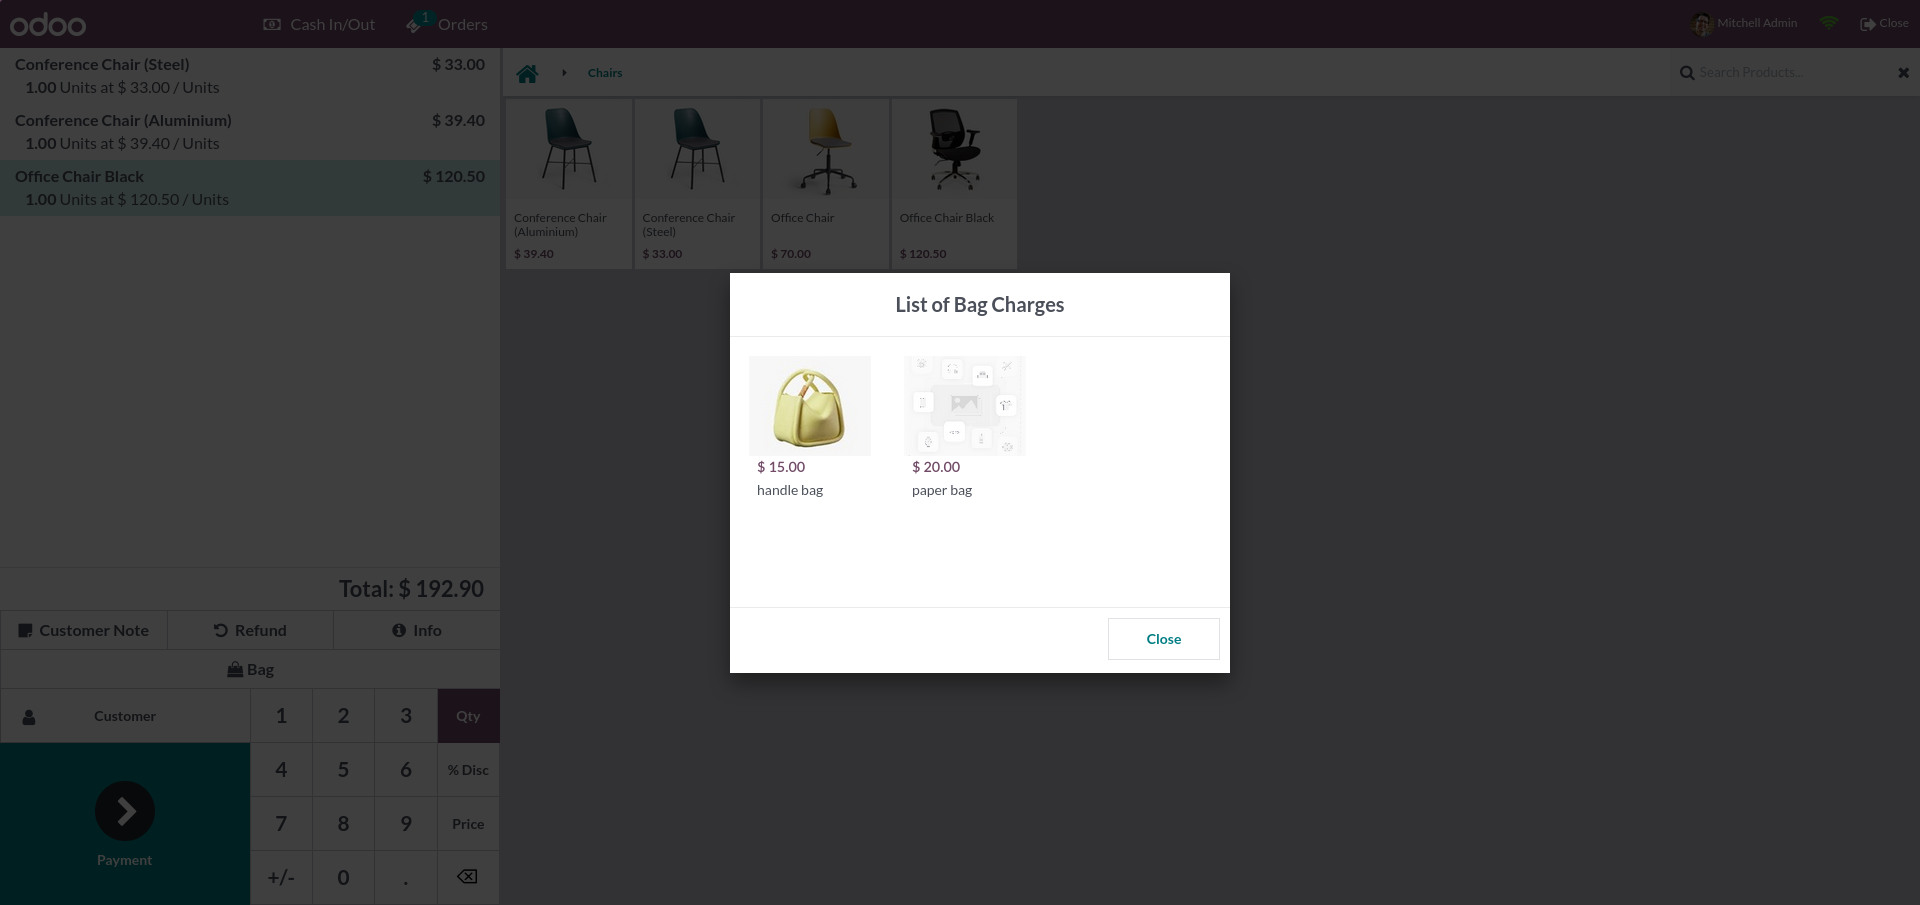 odoo
Cash In/Out
1
Orders
Mitchell Admin
Close
Conference Chair (Steel) $ 33.00
1.00 Units at $ 33.00 / Units
Conference Chair (Aluminium) $ 39.40
1.00 Units at $ 39.40 / Units
Office Chair Black $ 120.50
1.00 Units at $ 120.50 / Units
Total: $ 192.90
Customer Note
Refund
Info
Bag
Customer
1 2 3 Qty
4 5 6 % Disc
7 8 9 Price
+/- 0 .
Payment
Chairs
Search Products...
Conference Chair
(Aluminium)
$ 39.40
Conference Chair
(Steel)
$ 33.00
Office Chair
$ 70.00
Office Chair Black
$ 120.50
List of Bag Charges
$ 15.00
handle bag
$ 20.00
paper bag
Close